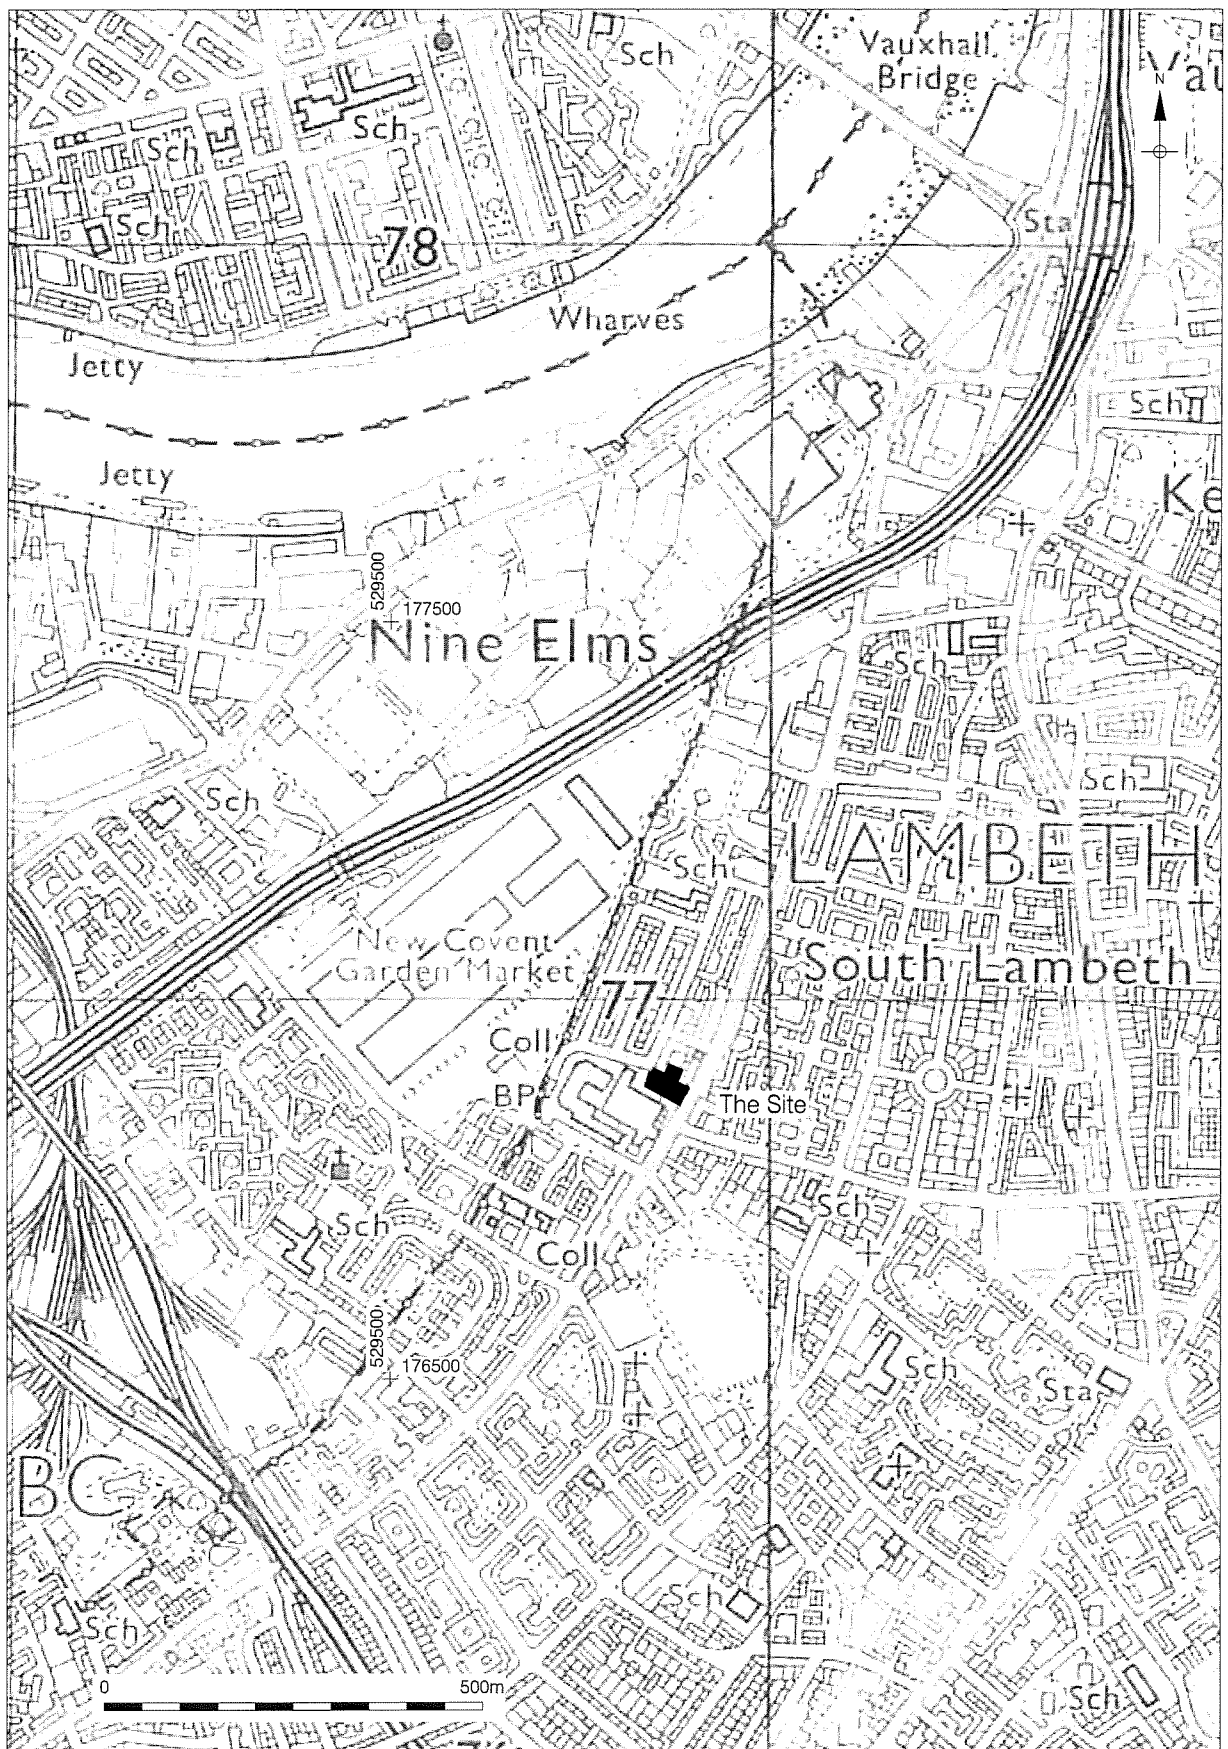 Sch
Vauxhall
Bridge
Vau
N
Sch
Sch
Sch
78
Sta
Wharves
Jetty
Sch
Jetty
Ke
529500
177500
Nine Elms
Sch
Sch
Sch
Sch
LAMBETH
New Covent
Garden Market
South Lambeth
77
Coll
BP
The Site
Sch
Sch
Coll
529500
176500
Sch
Sta
BC
Sch
Sch
Sch
0
500m